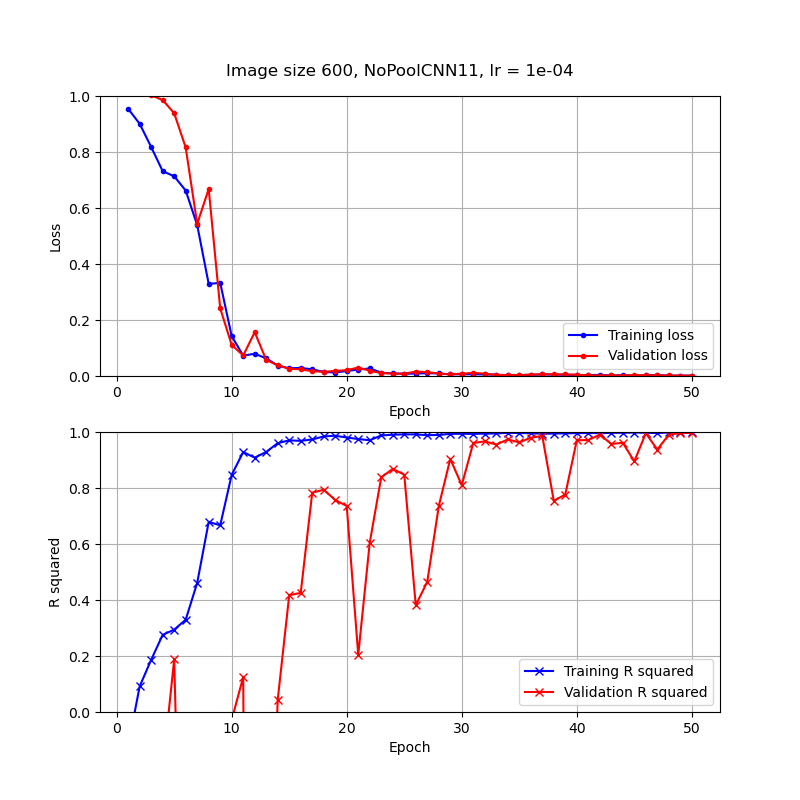 Image size 600, NoPoolCNN11, lr = 1e-04
1.0
0.8
0.6
0.4
0.2
0.0
Loss
0 10 20 30 40 50
Epoch
Training loss
Validation loss
1.0
0.8
0.6
0.4
0.2
0.0
R squared
0 10 20 30 40 50
Epoch
Training R squared
Validation R squared